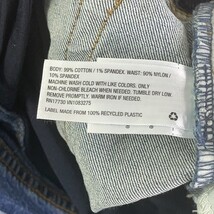 BODY: 99% COTTON / 1% SPANDEX. WAIST: 90% NYLON /
10% SPANDEX
MACHINE WASH COLD WITH LIKE COLORS. ONLY
NON-CHLORINE BLEACH WHEN NEEDED. TUMBLE DRY LOW.
REMOVE PROMPTLY. WARM IRON IF NEEDED.
RN17730 VN1083275
LABEL MADE FROM 100% RECYCLED PLASTIC